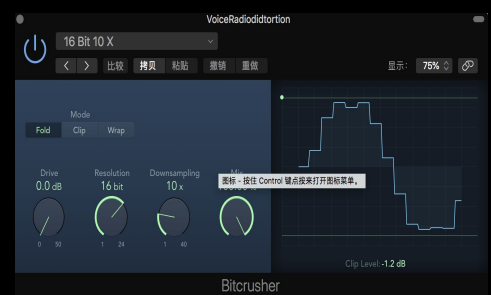 VoiceRadiodidtortion
16 Bit 10 X
比较 拷贝 粘贴 撤销 重做 显示: 75%
Mode
Fold Clip Wrap
Drive Resolution Downsampling Mix
0.0 dB 16 bit 10 x
图标 - 按住 Control 键点按来打开图标菜单。
0 50 1 24 1 40
Clip Level: -1.2 dB
Bitcrusher